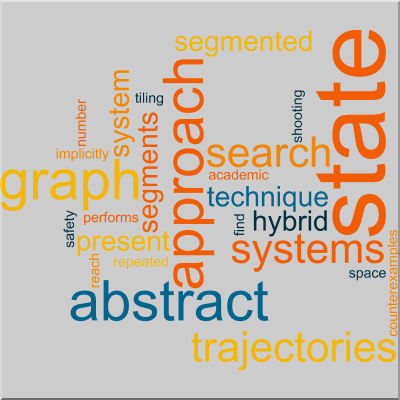 segmented
state
approach
system
tiling
number
shooting
segments
search
implicitly
academic
graph
technique
hybrid
find
safety
performs
present
systems
counterexamples
reach
repeated
space
abstract
trajectories